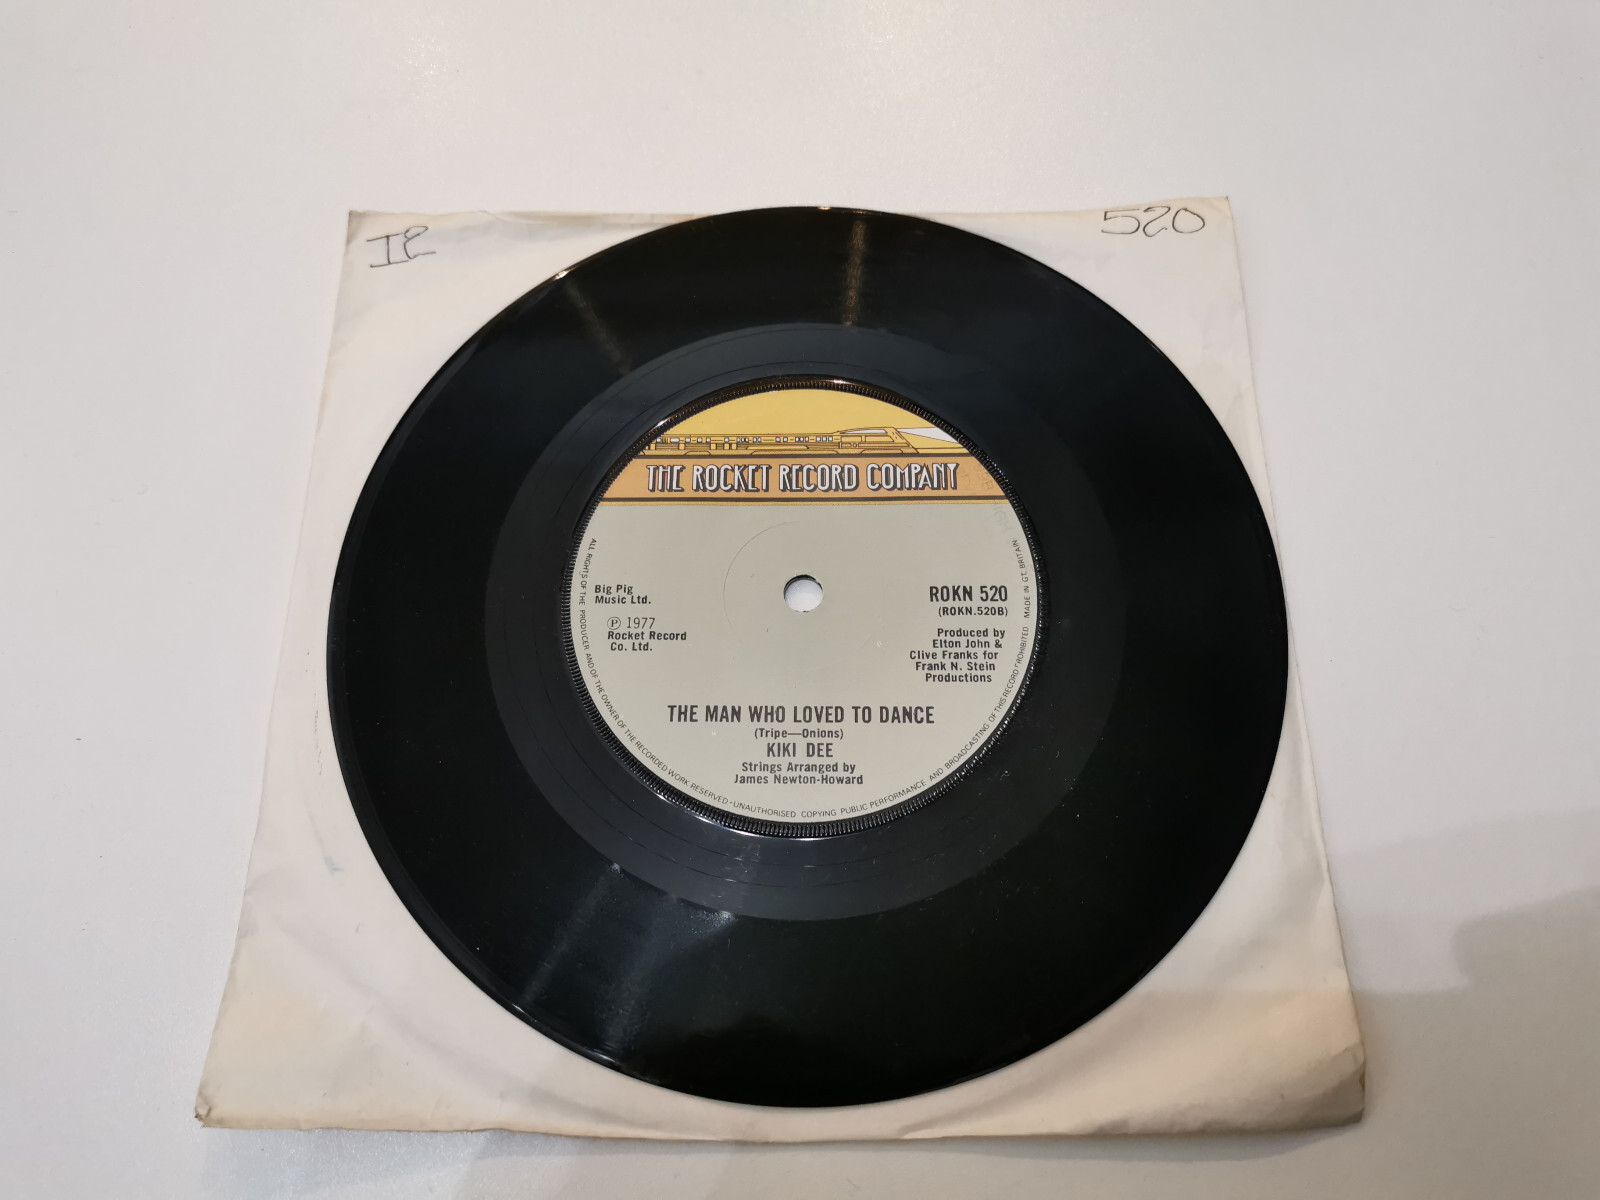 I2
520
THE ROCKET RECORD COMPANY
Big Pig
Music Ltd.
℗ 1977
Rocket Record
Co. Ltd.
ROKN 520
(ROKN.520B)
Produced by
Elton John &
Clive Franks for
Frank N. Stein
Productions
THE MAN WHO LOVED TO DANCE
(Tripe—Onions)
KIKI DEE
Strings Arranged by
James Newton-Howard
ALL RIGHTS OF THE PRODUCER AND OF THE OWNER OF THE RECORDED WORK RESERVED • UNAUTHORISED COPYING PUBLIC PERFORMANCE AND BROADCASTING OF THIS RECORD PROHIBITED MADE IN GT. BRITAIN